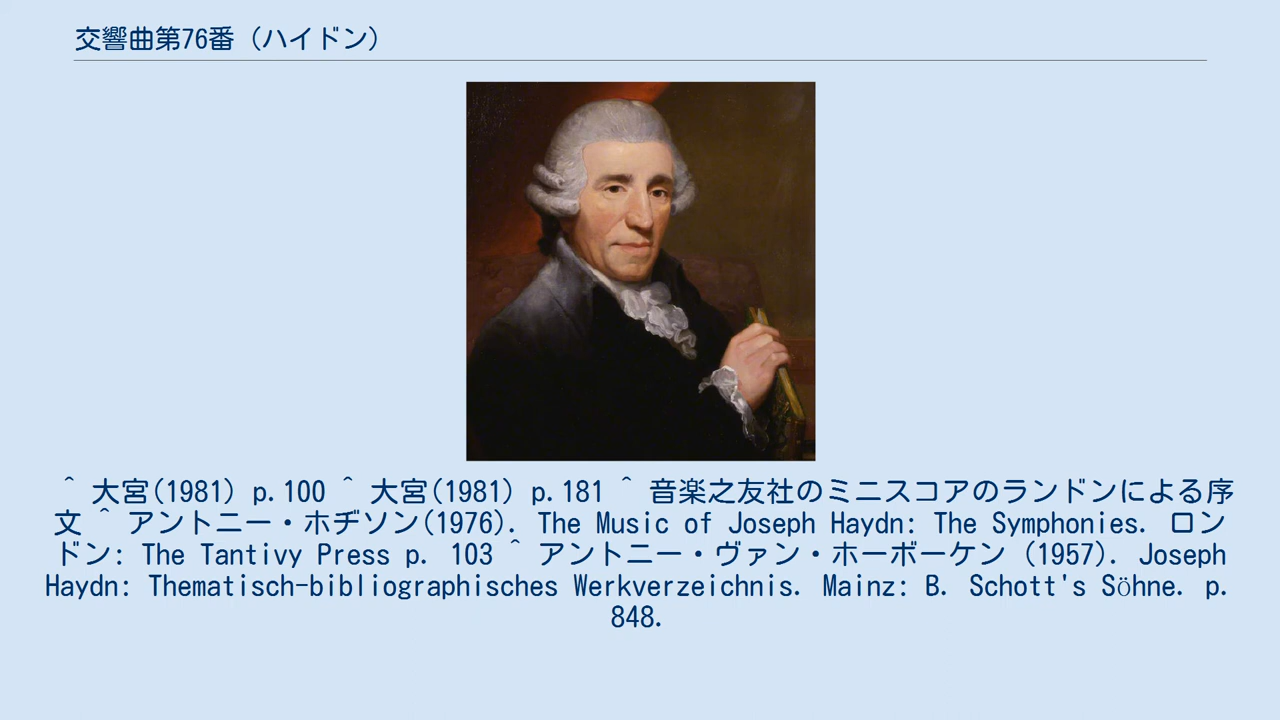 交響曲第76番（ハイドン）
^ 大宮(1981) p.100 ^ 大宮(1981) p.181 ^ 音楽之友社のミニスコアのランドンによる序
文 ^ アントニー・ホヂソン(1976). The Music of Joseph Haydn: The Symphonies. ロン
ドン: The Tantivy Press p. 103 ^ アントニー・ヴァン・ホーボーケン (1957). Joseph
Haydn: Thematisch-bibliographisches Werkverzeichnis. Mainz: B. Schott's Söhne. p.
848.